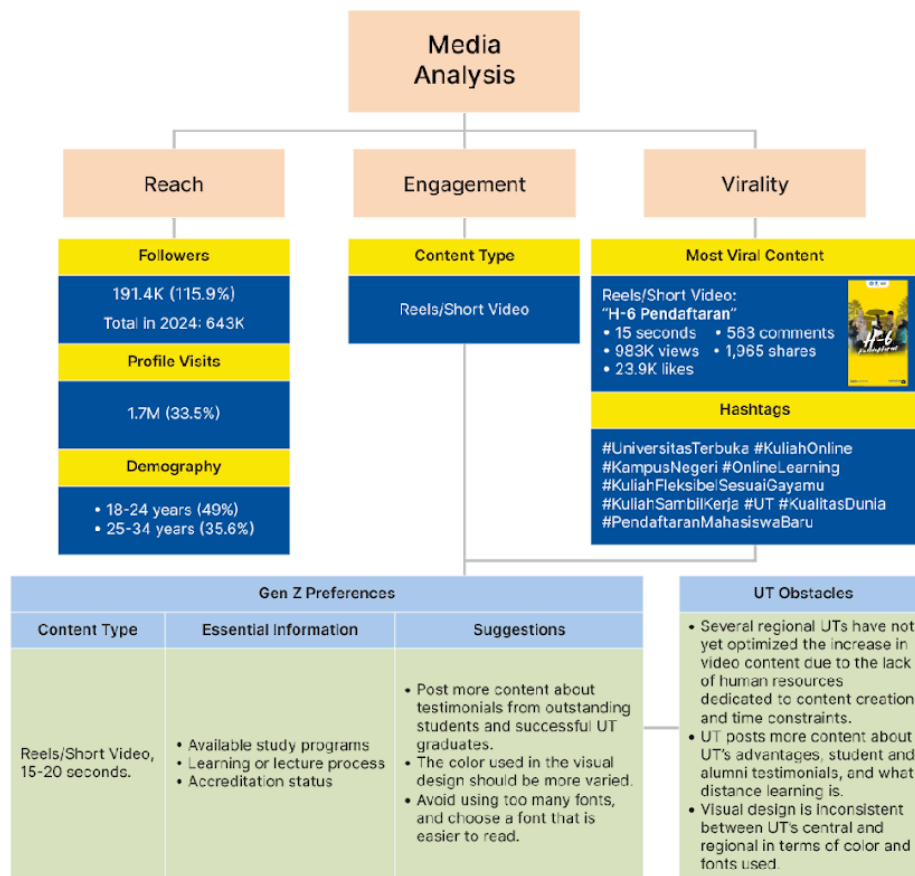 Media
Analysis
Reach
Engagement
Virality
Followers
191.4K (115.9%)
Total in 2024: 643K
Profile Visits
1.7M (33.5%)
Demography
• 18-24 years (49%)
• 25-34 years (35.6%)
Content Type
Reels/Short Video
Most Viral Content
Reels/Short Video:
“H-6 Pendaftaran”
• 15 seconds • 563 comments
• 983K views • 1,965 shares
• 23.9K likes
H-6
Pendaftaran
Hashtags
#UniversitasTerbuka #KuliahOnline
#KampusNegeri #OnlineLearning
#KuliahFleksibelSesuaiGayamu
#KuliahSambilKerja #UT #KualitasDunia
#PendaftaranMahasiswaBaru
Gen Z Preferences
Content Type
Essential Information
Suggestions
Reels/Short Video,
15-20 seconds.
• Available study programs
• Learning or lecture process
• Accreditation status
• Post more content about
testimonials from outstanding
students and successful UT
graduates.
• The color used in the visual
design should be more varied.
• Avoid using too many fonts,
and choose a font that is
easier to read.
UT Obstacles
• Several regional UTs have not
yet optimized the increase in
video content due to the lack
of human resources
dedicated to content creation
and time constraints.
• UT posts more content about
UT’s advantages, student and
alumni testimonials, and what
distance learning is.
• Visual design is inconsistent
between UT’s central and
regional in terms of color and
fonts used.